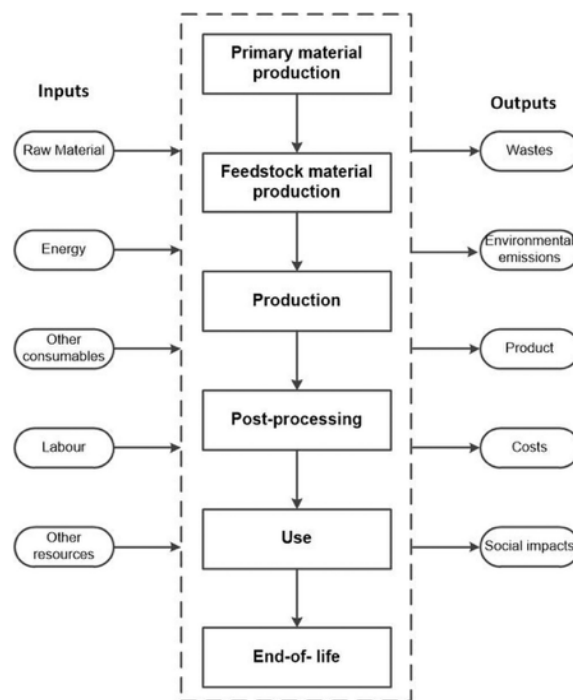 Inputs
Raw Material
Energy
Other
consumables
Labour
Other
resources
Primary material
production
Feedstock material
production
Production
Post-processing
Use
End-of- life
Outputs
Wastes
Environmental
emissions
Product
Costs
Social impacts